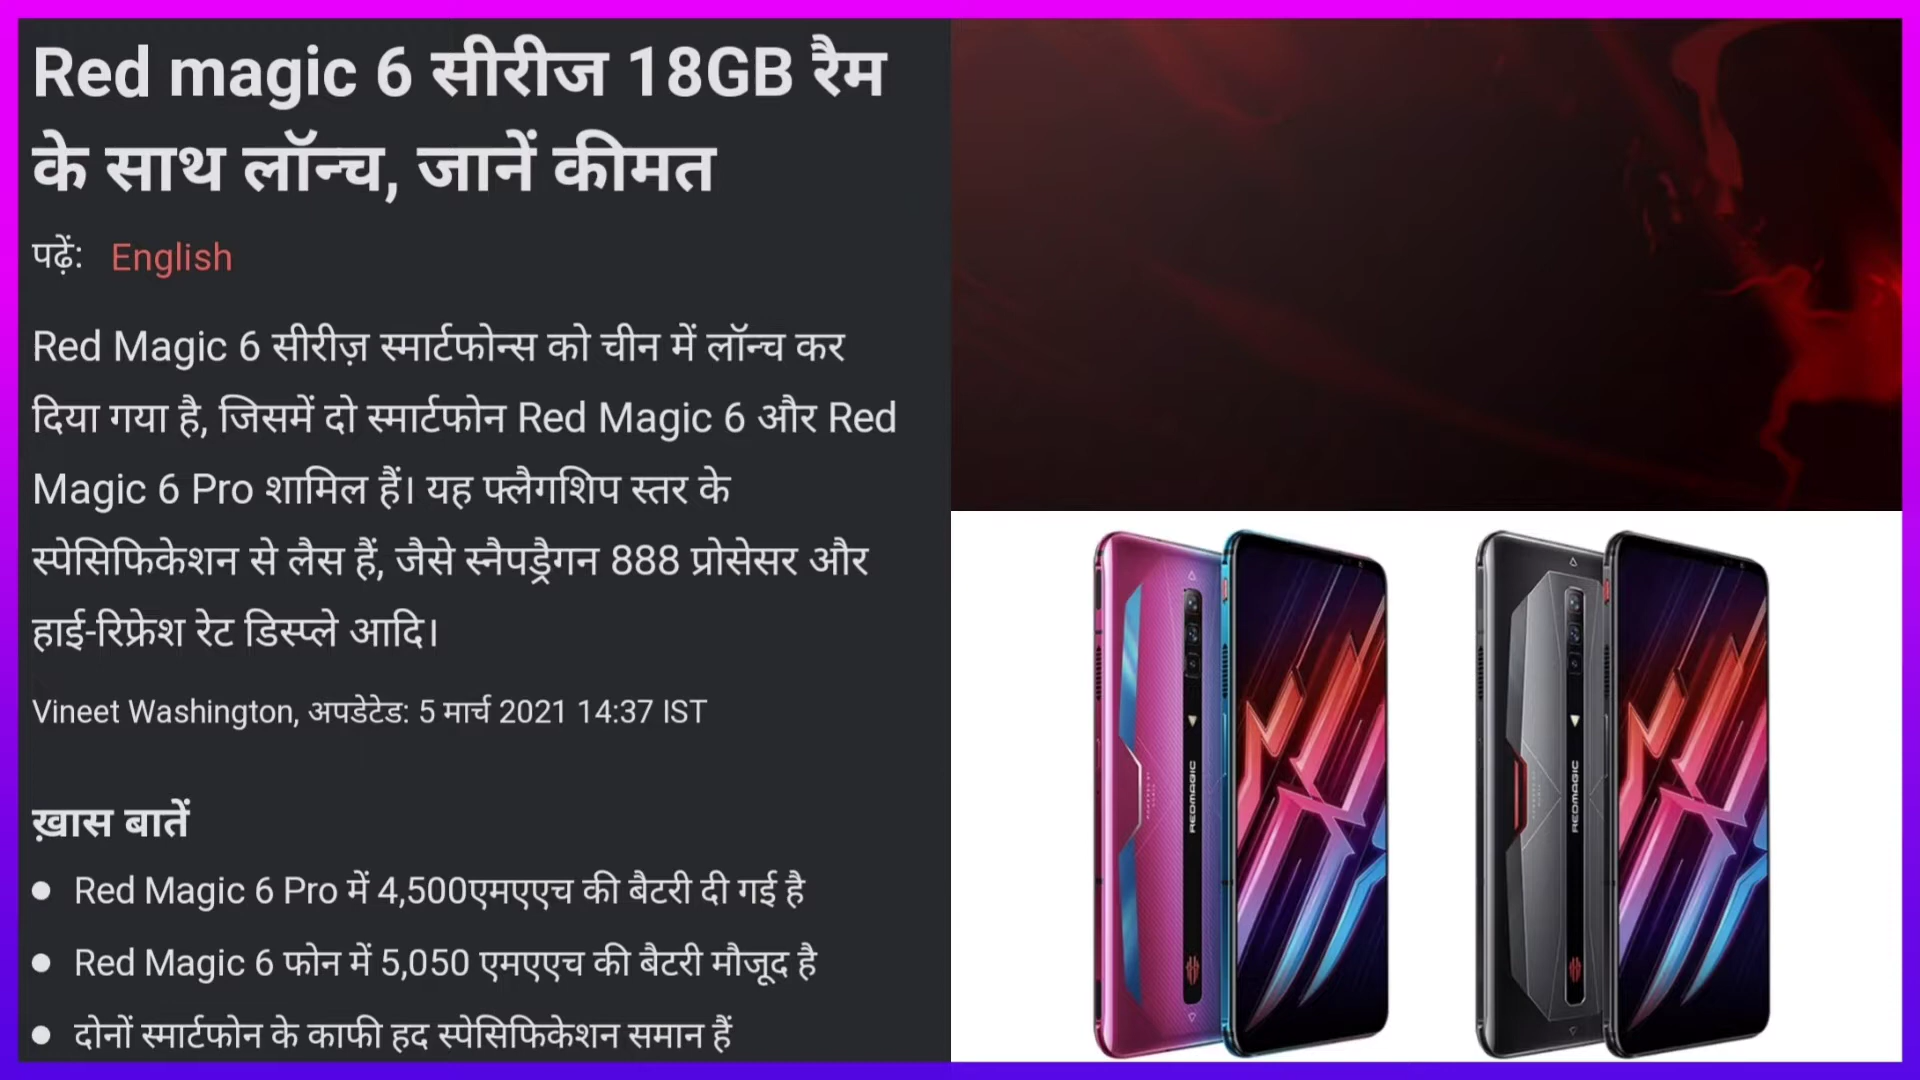 Red magic 6 सीरीज 18GB रैम
के साथ लॉन्च, जानें कीमत
पढ़ें: English
Red Magic 6 सीरीज़ स्मार्टफोन्स को चीन में लॉन्च कर
दिया गया है, जिसमें दो स्मार्टफोन Red Magic 6 और Red
Magic 6 Pro शामिल हैं। यह फ्लैगशिप स्तर के
स्पेसिफिकेशन से लैस हैं, जैसे स्नैपड्रैगन 888 प्रोसेसर और
हाई-रिफ्रेश रेट डिस्प्ले आदि।
Vineet Washington, अपडेटेड: 5 मार्च 2021 14:37 IST
ख़ास बातें
● Red Magic 6 Pro में 4,500एमएएच की बैटरी दी गई है
● Red Magic 6 फोन में 5,050 एमएएच की बैटरी मौजूद है
● दोनों स्मार्टफोन के काफी हद स्पेसिफिकेशन समान हैं
REDMAGIC
REDMAGIC